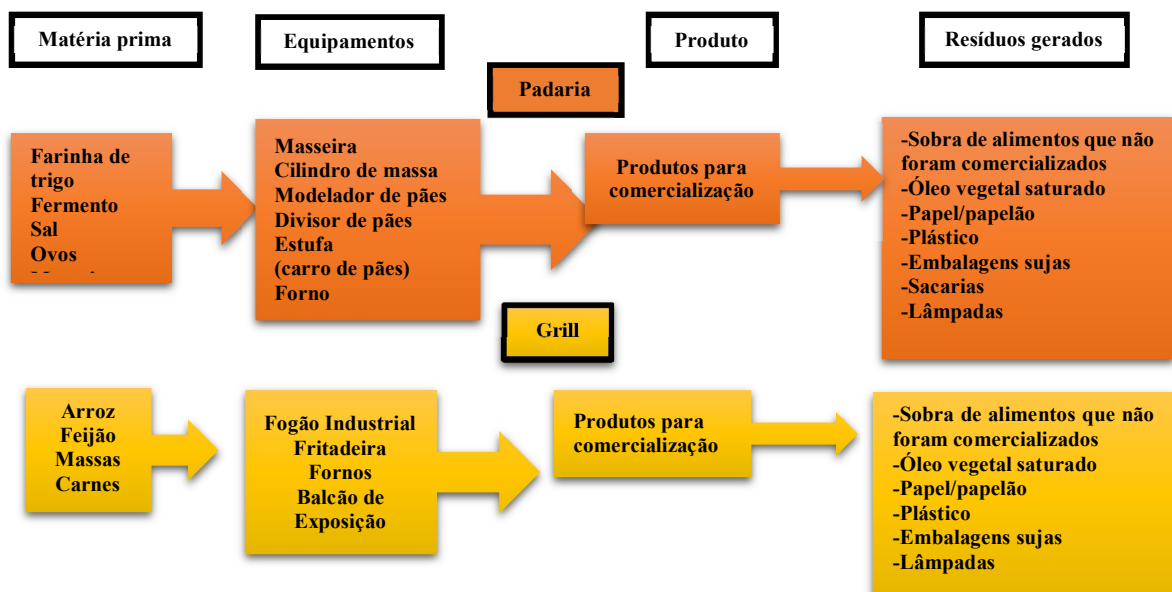 Matéria prima
Equipamentos
Produto
Resíduos gerados
Padaria
Farinha de
trigo
Fermento
Sal
Ovos
Masseira
Cilindro de massa
Modelador de pães
Divisor de pães
Estufa
(carro de pães)
Forno
Produtos para
comercialização
-Sobra de alimentos que não
foram comercializados
-Óleo vegetal saturado
-Papel/papelão
-Plástico
-Embalagens sujas
-Sacarias
-Lâmpadas
Grill
Arroz
Feijão
Massas
Carnes
Fogão Industrial
Fritadeira
Fornos
Balcão de
Exposição
Produtos para
comercialização
-Sobra de alimentos que não
foram comercializados
-Óleo vegetal saturado
-Papel/papelão
-Plástico
-Embalagens sujas
-Lâmpadas